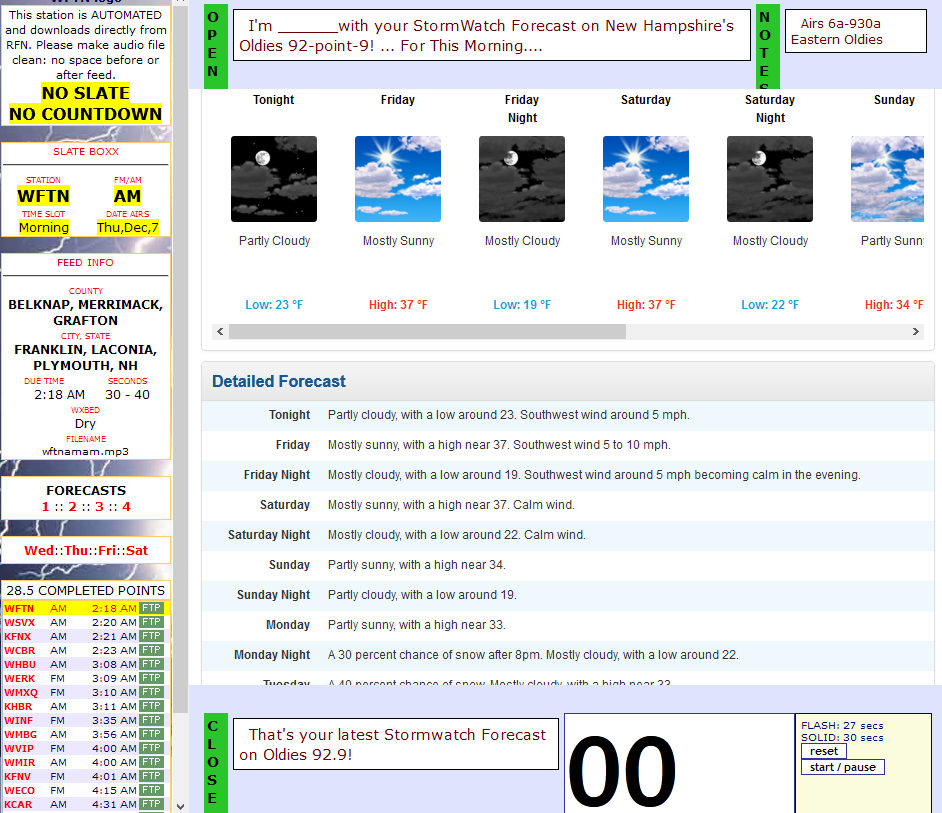 WFTN logo
This station is AUTOMATED
and downloads directly from
RFN. Please make audio file
clean: no space before or
after feed.
NO SLATE
NO COUNTDOWN
SLATE BOXX
STATION FM/AM
WFTN AM
TIME SLOT DATE AIRS
Morning Thu,Dec,7
FEED INFO
COUNTY
BELKNAP, MERRIMACK,
GRAFTON
CITY, STATE
FRANKLIN, LACONIA,
PLYMOUTH, NH
DUE TIME SECONDS
2:18 AM 30 - 40
WXBED
Dry
FILENAME
wftnamam.mp3
FORECASTS
1 :: 2 :: 3 :: 4
Wed::Thu::Fri::Sat
28.5 COMPLETED POINTS
WFTN AM 2:18 AM FTP
WSVX AM 2:20 AM FTP
KFNX AM 2:21 AM FTP
WCBR AM 2:23 AM FTP
WHBU AM 3:08 AM FTP
WERK FM 3:09 AM FTP
WMXQ FM 3:10 AM FTP
KHBR AM 3:11 AM FTP
WINF FM 3:35 AM FTP
WMBG AM 3:56 AM FTP
WVIP FM 4:00 AM FTP
WMIR AM 4:00 AM FTP
KFNV FM 4:01 AM FTP
WECO FM 4:15 AM FTP
KCAR AM 4:31 AM FTP
OPEN
I'm _______with your StormWatch Forecast on New Hampshire's
Oldies 92-point-9! ... For This Morning....
NOTES
Airs 6a-930a
Eastern Oldies
Tonight Friday Friday Night Saturday Saturday Night Sunday
Partly Cloudy Mostly Sunny Mostly Cloudy Mostly Sunny Mostly Cloudy Partly Sunny
Low: 23 °F High: 37 °F Low: 19 °F High: 37 °F Low: 22 °F High: 34 °F
Detailed Forecast
Tonight Partly cloudy, with a low around 23. Southwest wind around 5 mph.
Friday Mostly sunny, with a high near 37. Southwest wind 5 to 10 mph.
Friday Night Mostly cloudy, with a low around 19. Southwest wind around 5 mph becoming calm in the evening.
Saturday Mostly sunny, with a high near 37. Calm wind.
Saturday Night Mostly cloudy, with a low around 22. Calm wind.
Sunday Partly sunny, with a high near 34.
Sunday Night Partly cloudy, with a low around 19.
Monday Partly sunny, with a high near 33.
Monday Night A 30 percent chance of snow after 8pm. Mostly cloudy, with a low around 22.
Tuesday A 40 percent chance of snow. Mostly cloudy, with a high near 33.
CLOSE
That's your latest Stormwatch Forecast
on Oldies 92.9!
00
FLASH: 27 secs
SOLID: 30 secs
reset
start / pause